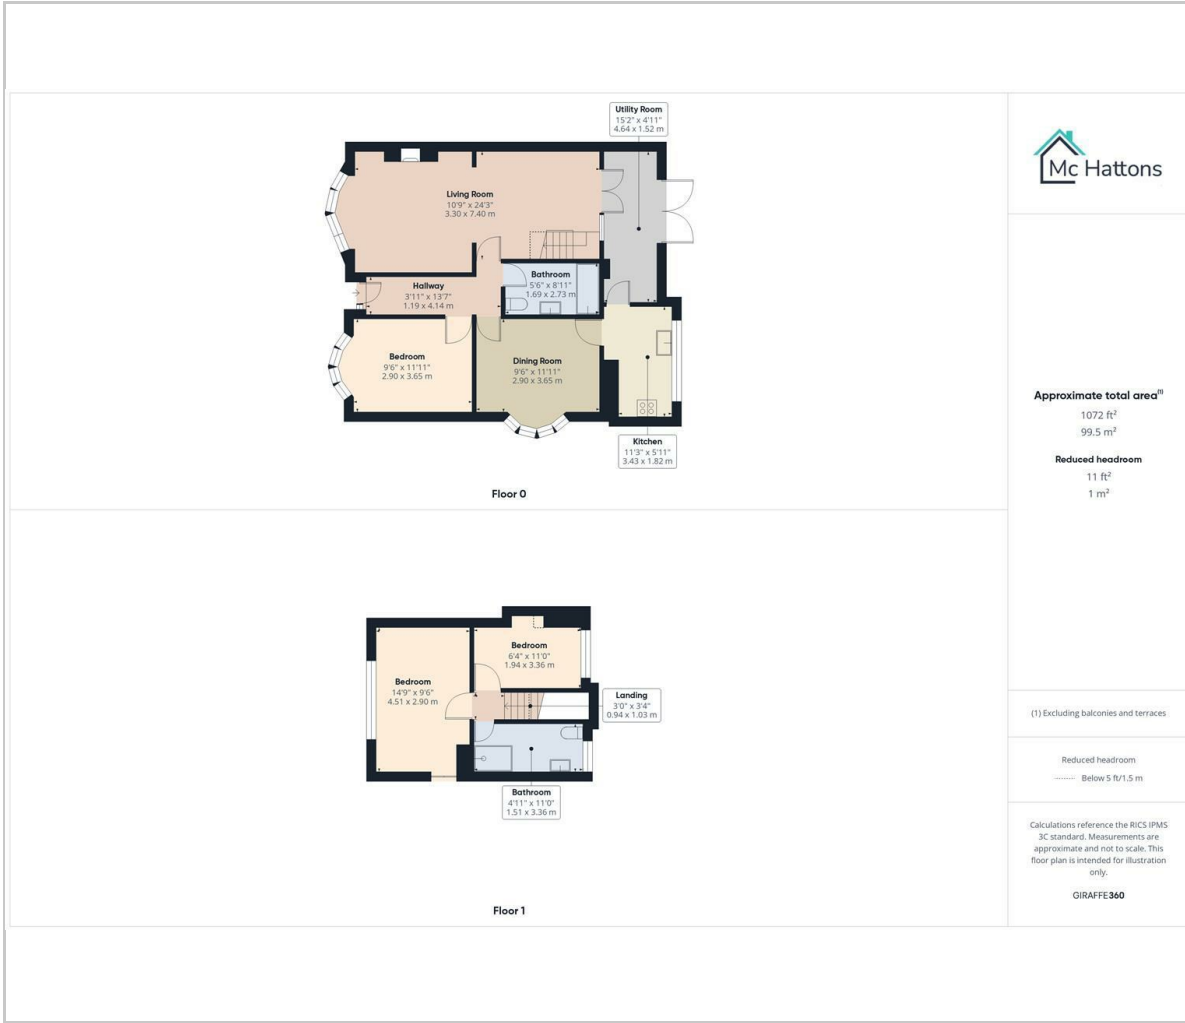 Utility Room
15'2" x 4'11"
4.64 x 1.52 m
Living Room
10'9" x 24'3"
3.30 x 7.40 m
Hallway
3'11" x 13'7"
1.19 x 4.14 m
Bathroom
5'6" x 8'11"
1.69 x 2.73 m
Bedroom
9'6" x 11'11"
2.90 x 3.65 m
Dining Room
9'6" x 11'11"
2.90 x 3.65 m
Kitchen
11'3" x 5'11"
3.43 x 1.82 m
Floor 0
Bedroom
6'4" x 11'0"
1.94 x 3.36 m
Bedroom
14'9" x 9'6"
4.51 x 2.90 m
Landing
3'0" x 3'4"
0.94 x 1.03 m
Bathroom
4'11" x 11'0"
1.51 x 3.36 m
Floor 1
Mc Hattons
Approximate total area⁽¹⁾
1072 ft²
99.5 m²
Reduced headroom
11 ft²
1 m²
(1) Excluding balconies and terraces
Reduced headroom
Below 5 ft/1.5 m
Calculations reference the RICS IPMS
3C standard. Measurements are
approximate and not to scale. This
floor plan is intended for illustration
only.
GIRAFFE360